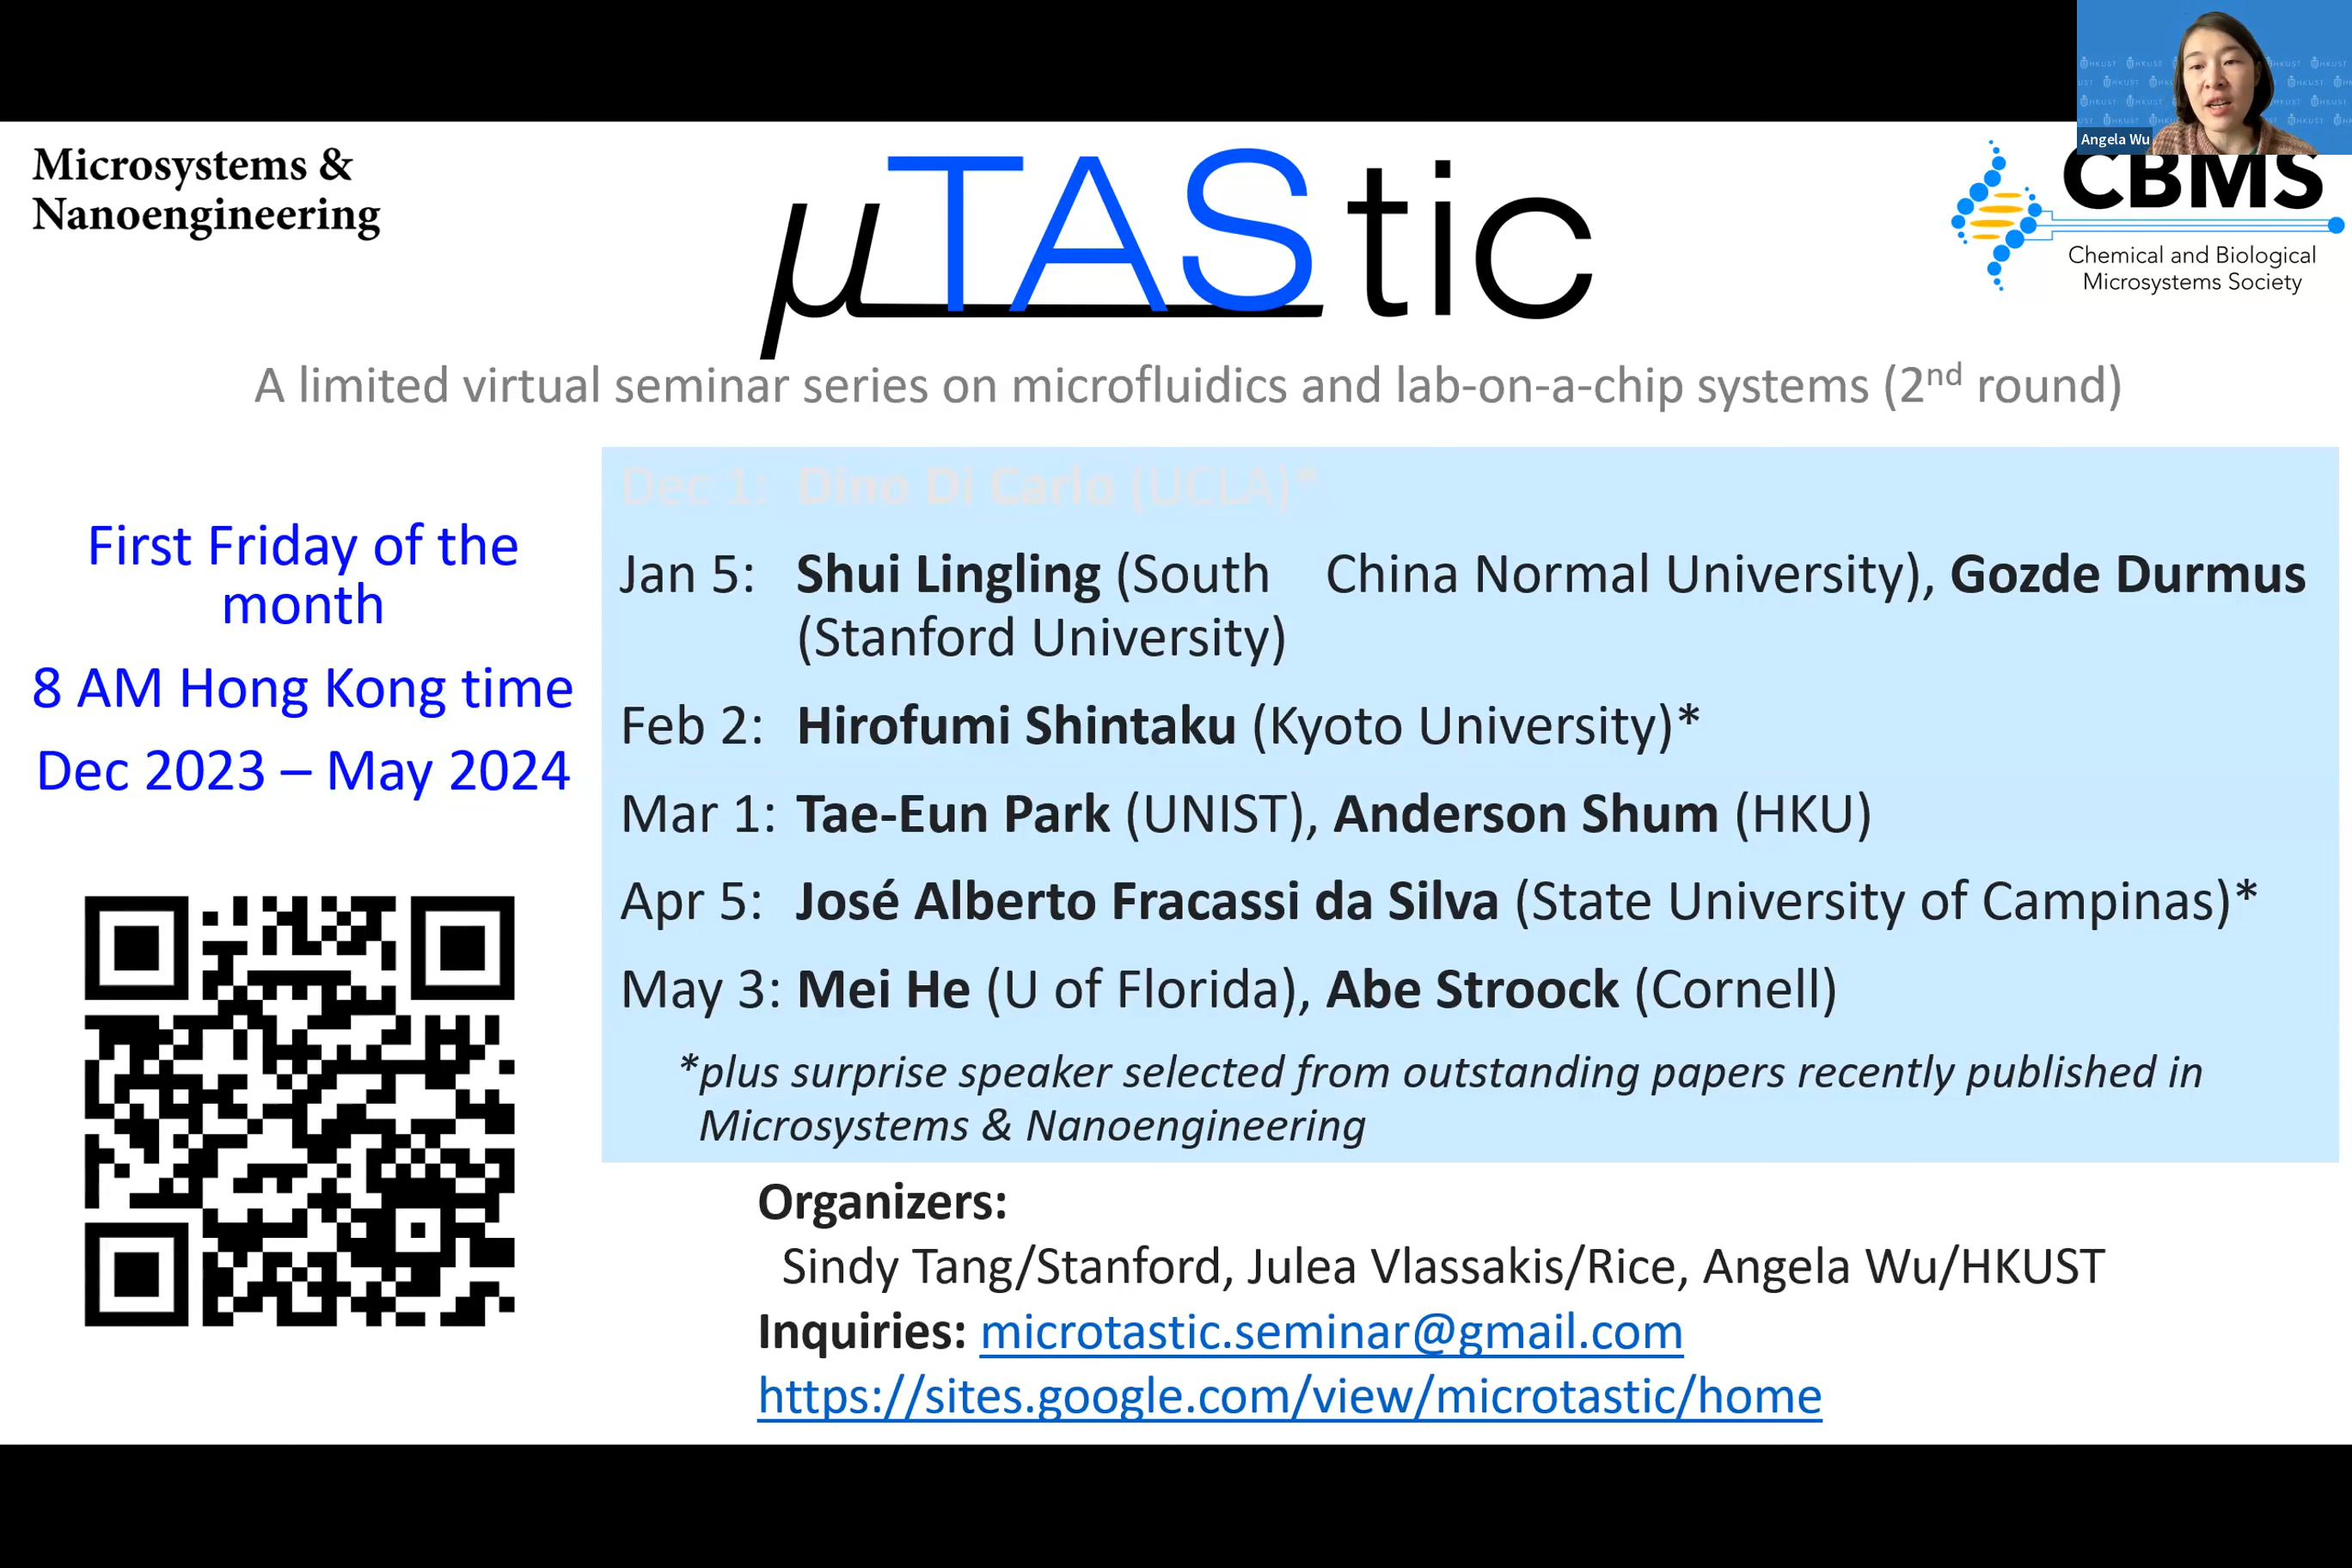 Angela Wu
Microsystems &
Nanoengineering
µTAStic
CBMS
Chemical and Biological
Microsystems Society
A limited virtual seminar series on microfluidics and lab-on-a-chip systems (2nd round)
First Friday of the
month
8 AM Hong Kong time
Dec 2023 – May 2024
Dec 1: Dino Di Carlo (UCLA)*
Jan 5: Shui Lingling (South China Normal University), Gozde Durmus
(Stanford University)
Feb 2: Hirofumi Shintaku (Kyoto University)*
Mar 1: Tae-Eun Park (UNIST), Anderson Shum (HKU)
Apr 5: José Alberto Fracassi da Silva (State University of Campinas)*
May 3: Mei He (U of Florida), Abe Stroock (Cornell)
*plus surprise speaker selected from outstanding papers recently published in
Microsystems & Nanoengineering
Organizers:
Sindy Tang/Stanford, Julea Vlassakis/Rice, Angela Wu/HKUST
Inquiries: microtastic.seminar@gmail.com
https://sites.google.com/view/microtastic/home